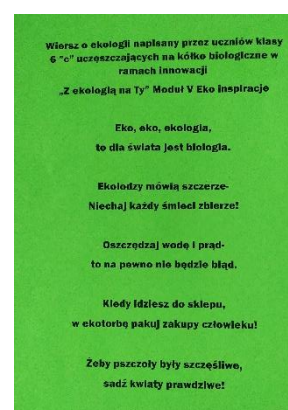 Wiersz o ekologii napisany przez uczniów klasy
6 "c" uczęszczających na kółko biologiczne w
ramach innowacji
„Z ekologią na Ty” Moduł V Eko inspiracje
Eko, eko, ekologia,
to dla świata jest biologia.
Ekolodzy mówią szczerze-
Niechaj każdy śmieci zbierze!
Oszczędzaj wodę i prąd-
to na pewno nie będzie błąd.
Kiedy idziesz do sklepu,
w ekotorbę pakuj zakupy człowieku!
Żeby pszczoły były szczęśliwe,
sadź kwiaty prawdziwe!